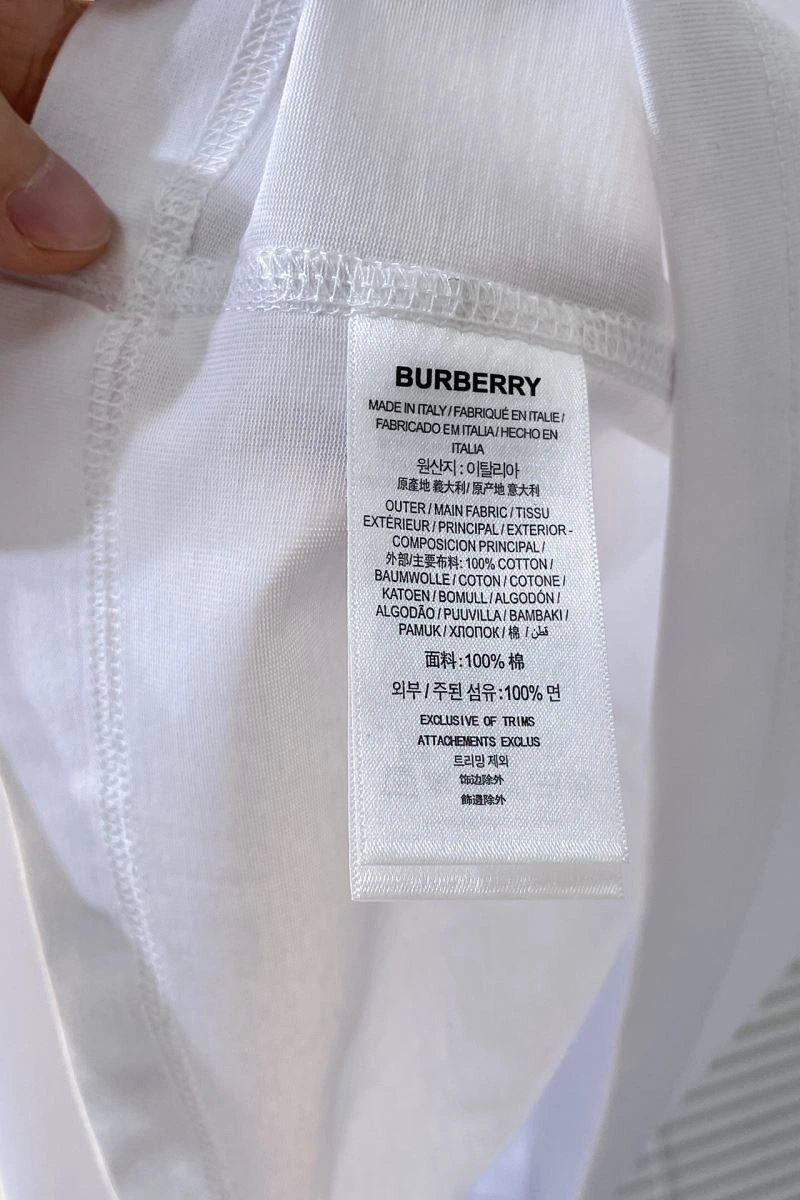 BURBERRY
MADE IN ITALY / FABRIQUÉ EN ITALIE /
FABRICADO EM ITALIA / HECHO EN
ITALIA
원산지 : 이탈리아
原產地 義大利 / 原产地 意大利
OUTER / MAIN FABRIC / TISSU
EXTÉRIEUR / PRINCIPAL / EXTERIOR -
COMPOSICION PRINCIPAL /
外部/主要布料: 100% COTTON /
BAUMWOLLE / COTON / COTONE /
KATOEN / BOMULL / ALGODÓN /
ALGODÃO / PUUVILLA / BAMBAKI /
PAMUK / ХЛОПОК / 棉 / قطن
面料:100% 棉
외부 / 주된 섬유 :100% 면
EXCLUSIVE OF TRIMS
ATTACHEMENTS EXCLUS
트리밍 제외
饰边除外
飾邊除外